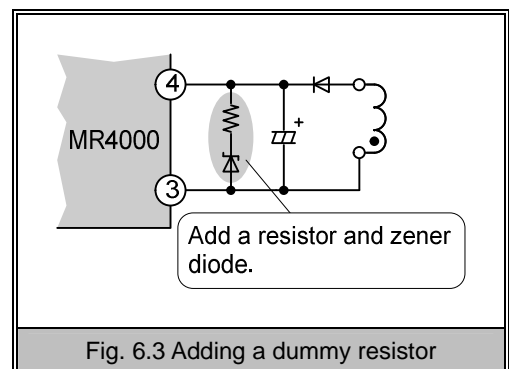 4
MR4000
+
3
Add a resistor and zener
diode.
Fig. 6.3 Adding a dummy resistor